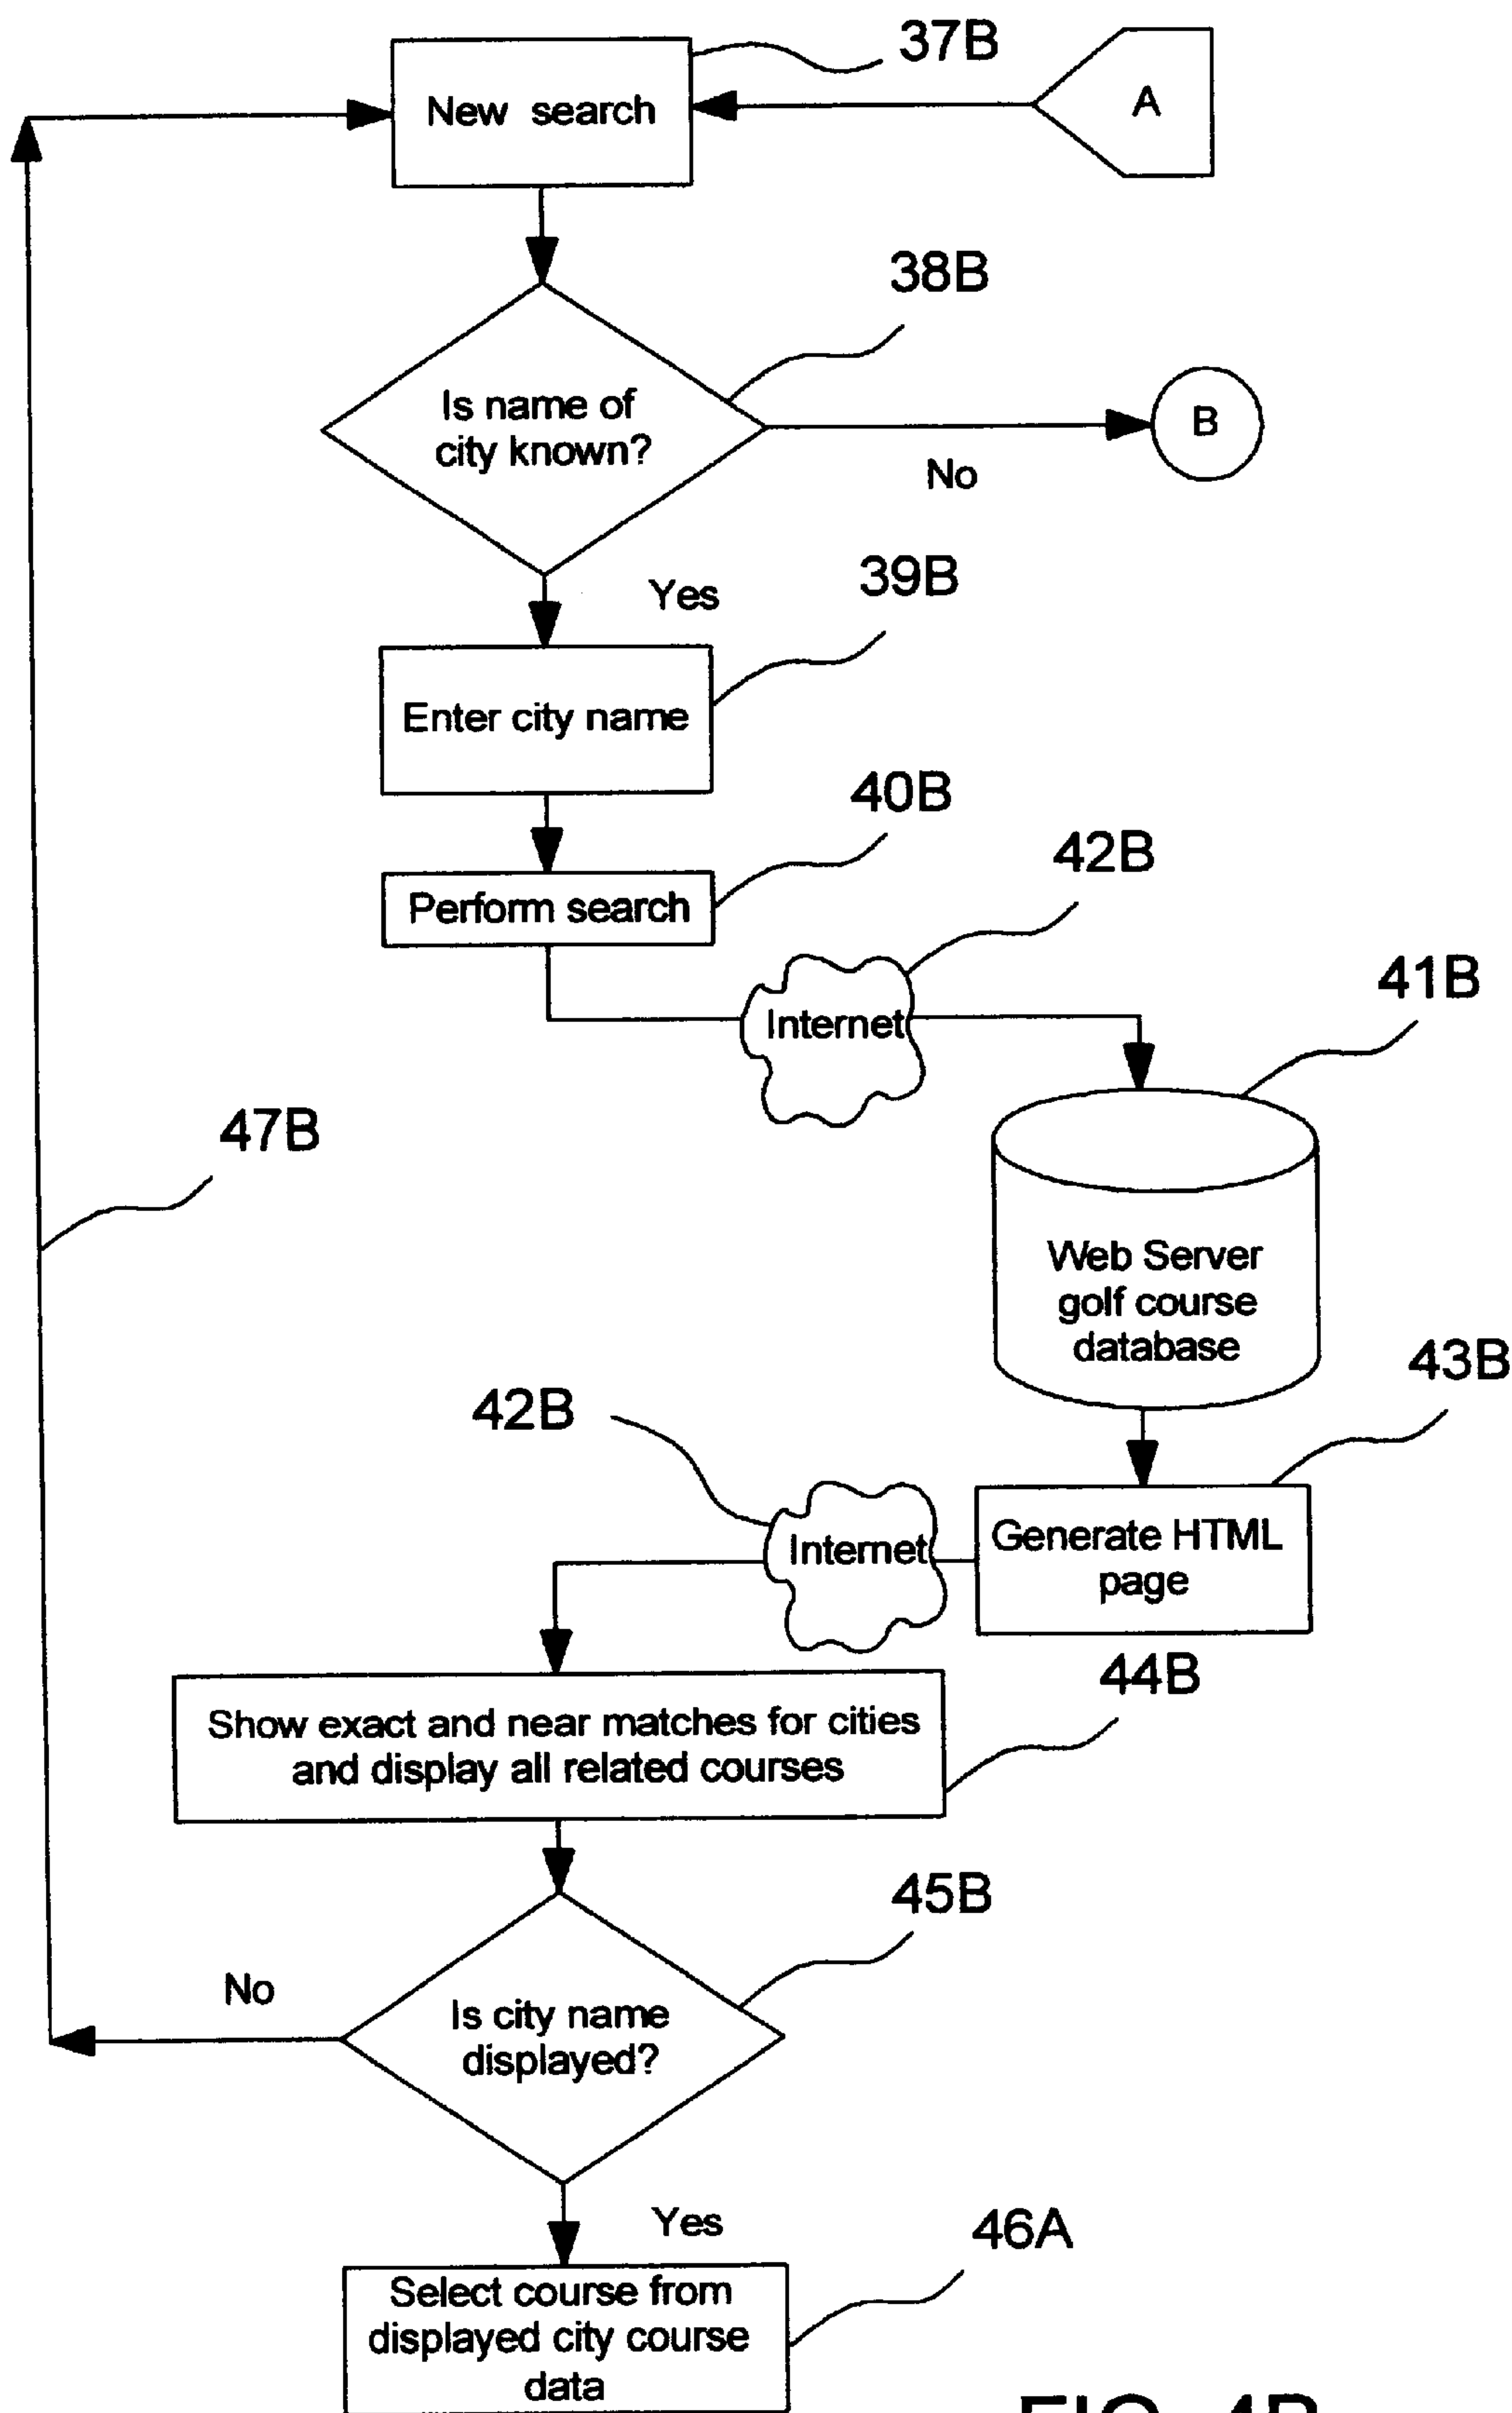 37B
New search
A
38B
Is name of
city known?
B
No
Yes
39B
Enter city name
40B
Perform search
42B
Internet
41B
Web Server
golf course
database
47B
43B
42B
Internet
Generate HTML
page
44B
Show exact and near matches for cities
and display all related courses
45B
No
Is city name
displayed?
Yes
46A
Select course from
displayed city course
data
FIG. 4B